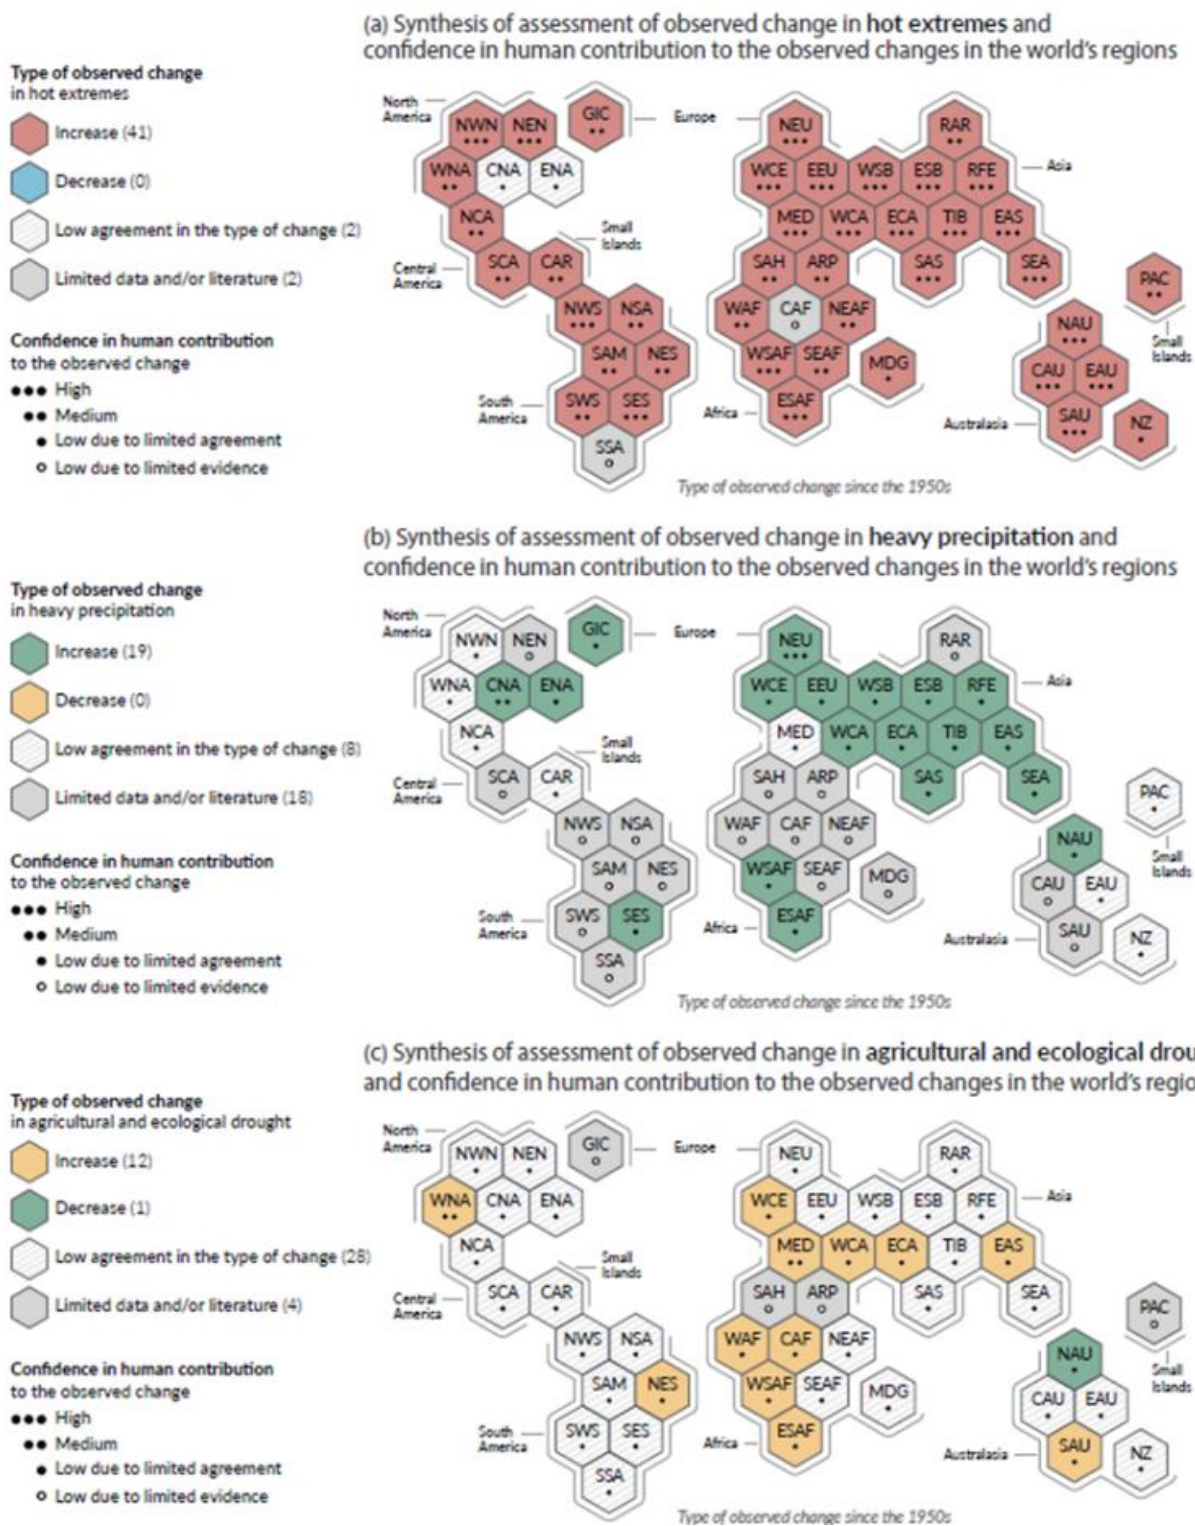 (a) Synthesis of assessment of observed change in hot extremes and
confidence in human contribution to the observed changes in the world's regions
Type of observed change
in hot extremes
Increase (41)
Decrease (0)
Low agreement in the type of change (2)
Limited data and/or literature (2)
Confidence in human contribution
to the observed change
High
Medium
Low due to limited agreement
Low due to limited evidence
North
America
NWN NEN GIC
Europe
NEU RAR
WNA CNA ENA
WCE EEU WSB ESB RFE
Asia
NCA
MED WCA ECA TIB EAS
Small
Islands
Central
America
SCA CAR
SAH ARP SAS SEA
PAC
NWS NSA
WAF CAF NEAF
NAU
Small
Islands
SAM NES
WSAF SEAF MDG
CAU EAU
South
America
SWS SES
Africa
ESAF
Australasia
SAU NZ
SSA
Type of observed change since the 1950s
(b) Synthesis of assessment of observed change in heavy precipitation and
confidence in human contribution to the observed changes in the world's regions
Type of observed change
in heavy precipitation
Increase (19)
Decrease (0)
Low agreement in the type of change (8)
Limited data and/or literature (18)
Confidence in human contribution
to the observed change
High
Medium
Low due to limited agreement
Low due to limited evidence
North
America
NWN NEN GIC
Europe
NEU RAR
WNA CNA ENA
WCE EEU WSB ESB RFE
Asia
NCA
MED WCA ECA TIB EAS
Small
Islands
Central
America
SCA CAR
SAH ARP SAS SEA
PAC
NWS NSA
WAF CAF NEAF
NAU
Small
Islands
SAM NES
WSAF SEAF MDG
CAU EAU
South
America
SWS SES
Africa
ESAF
Australasia
SAU NZ
SSA
Type of observed change since the 1950s
(c) Synthesis of assessment of observed change in agricultural and ecological drou
and confidence in human contribution to the observed changes in the world's regio
Type of observed change
in agricultural and ecological drought
Increase (12)
Decrease (1)
Low agreement in the type of change (28)
Limited data and/or literature (4)
Confidence in human contribution
to the observed change
High
Medium
Low due to limited agreement
Low due to limited evidence
North
America
NWN NEN GIC
Europe
NEU RAR
WNA CNA ENA
WCE EEU WSB ESB RFE
Asia
NCA
MED WCA ECA TIB EAS
Small
Islands
Central
America
SCA CAR
SAH ARP SAS SEA
PAC
NWS NSA
WAF CAF NEAF
NAU
Small
Islands
SAM NES
WSAF SEAF MDG
CAU EAU
South
America
SWS SES
Africa
ESAF
Australasia
SAU NZ
SSA
Type of observed change since the 1950s